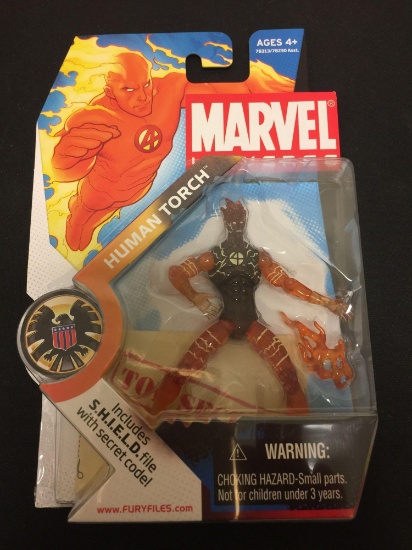 AGES 4+
MARVEL
HUMAN TORCH™
Includes
S.H.I.E.L.D. file
with secret code!
WARNING:
CHOKING HAZARD-Small parts.
Not for children under 3 years.
WWW.FURYFILES.COM